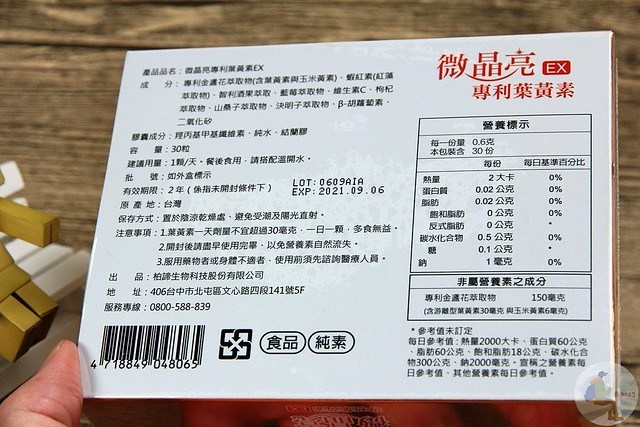 產品品名：微晶亮專利葉黃素EX
成　分：專利金盞花萃取物(含葉黃素與玉米黃素)、蝦紅素(紅藻
萃取物)、智利酒果萃取、藍莓萃取物、維生素C、枸杞
萃取物、山桑子萃取物、決明子萃取物、β-胡蘿蔔素、
二氧化矽
膠囊成分：羥丙基甲基纖維素、純水、結蘭膠
容　量：30粒
建議用量：1顆/天，餐後食用，請搭配溫開水。
批　號：如外盒標示
LOT:0609A1A
有效期限：2年（係指未開封條件下）
EXP:2021.09.06
原 產 地：台灣
保存方式：置於陰涼乾燥處、避免受潮及陽光直射。
注意事項：1.葉黃素一天劑量不宜超過30毫米，一日一顆，多食無益。
2.開封後請盡早使用完畢、以免營養素自然流失。
3.服用藥物者或身體不適者，使用前須先諮詢醫療人員。
出　品：柏諦生物科技股份有限公司
地　址：406台中市北屯區文心路四段141號5F
服務專線：0800-588-839
4 718849 048065
食品
純素
微晶亮 EX
專利葉黃素
營養標示
每一份量 0.6克
本包裝含 30 份
每份 每日基準百分比
熱量 2 大卡 0%
蛋白質 0.02 公克 0%
脂肪 0.02 公克 0%
飽和脂肪 0 公克 0%
反式脂肪 0 公克 *
碳水化合物 0.5 公克 0%
糖 0.1 公克 *
鈉 1 毫克 0%
非屬營養素之成分
專利金盞花萃取物 150毫克
(含游離型葉黃素30毫克 與玉米黃素6毫克)
* 參考值未訂定
每日參考值：熱量2000大卡、蛋白質60公克
、脂肪60公克、飽和脂肪18公克、碳水化合
物300公克、鈉2000毫克。宣稱之營養素每
日參考值、其他營養素每日參考值。